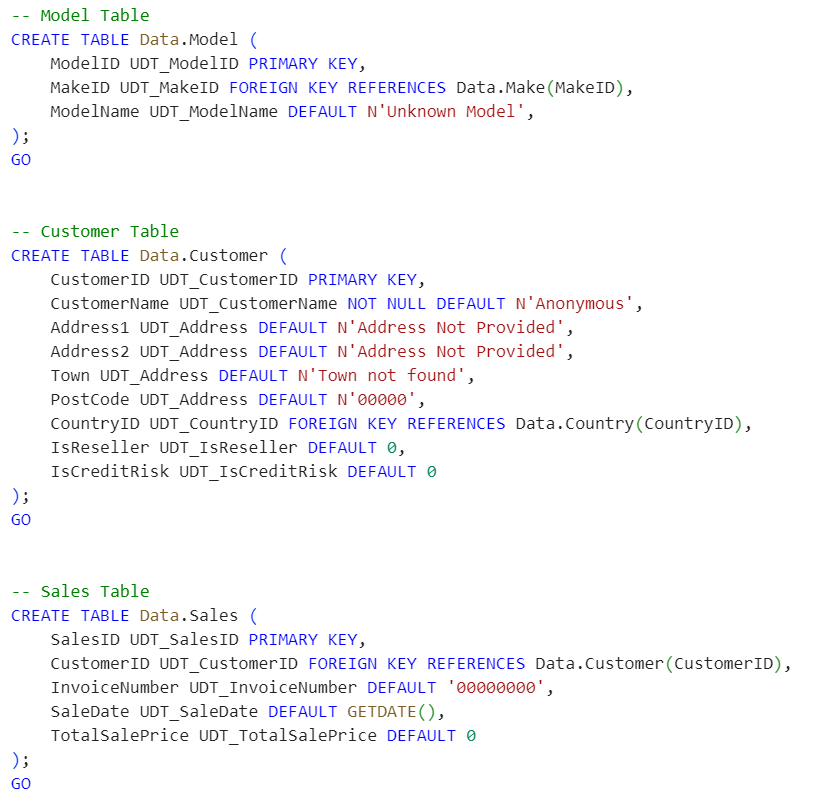 -- Model Table
CREATE TABLE Data.Model (
    ModelID UDT_ModelID PRIMARY KEY,
    MakeID UDT_MakeID FOREIGN KEY REFERENCES Data.Make(MakeID),
    ModelName UDT_ModelName DEFAULT N'Unknown Model',
);
GO
-- Customer Table
CREATE TABLE Data.Customer (
    CustomerID UDT_CustomerID PRIMARY KEY,
    CustomerName UDT_CustomerName NOT NULL DEFAULT N'Anonymous',
    Address1 UDT_Address DEFAULT N'Address Not Provided',
    Address2 UDT_Address DEFAULT N'Address Not Provided',
    Town UDT_Address DEFAULT N'Town not found',
    PostCode UDT_Address DEFAULT N'00000',
    CountryID UDT_CountryID FOREIGN KEY REFERENCES Data.Country(CountryID),
    IsReseller UDT_IsReseller DEFAULT 0,
    IsCreditRisk UDT_IsCreditRisk DEFAULT 0
);
GO
-- Sales Table
CREATE TABLE Data.Sales (
    SalesID UDT_SalesID PRIMARY KEY,
    CustomerID UDT_CustomerID FOREIGN KEY REFERENCES Data.Customer(CustomerID),
    InvoiceNumber UDT_InvoiceNumber DEFAULT '00000000',
    SaleDate UDT_SaleDate DEFAULT GETDATE(),
    TotalSalePrice UDT_TotalSalePrice DEFAULT 0
);
GO